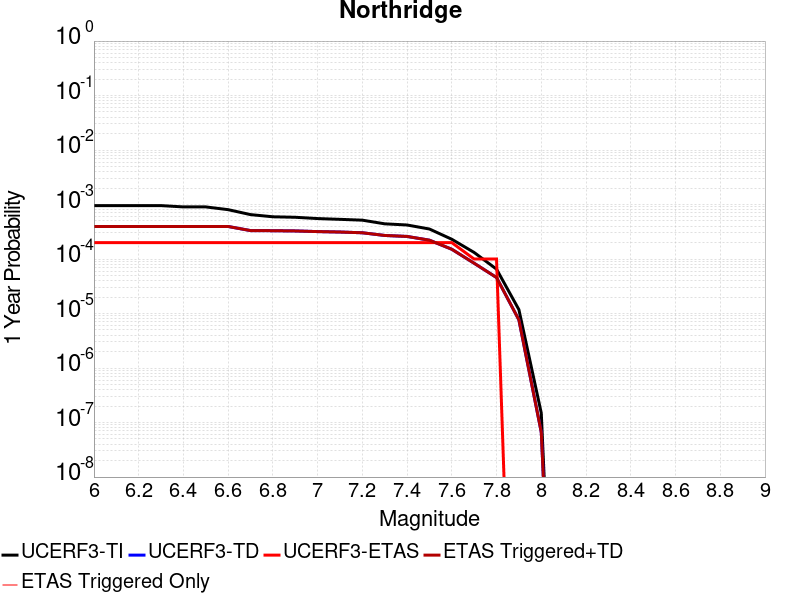 Northridge
10^0
10^-1
10^-2
10^-3
10^-4
10^-5
10^-6
10^-7
10^-8
1 Year Probability
6 6.2 6.4 6.6 6.8 7 7.2 7.4 7.6 7.8 8 8.2 8.4 8.6 8.8 9
Magnitude
UCERF3-TI UCERF3-TD UCERF3-ETAS ETAS Triggered+TD
ETAS Triggered Only